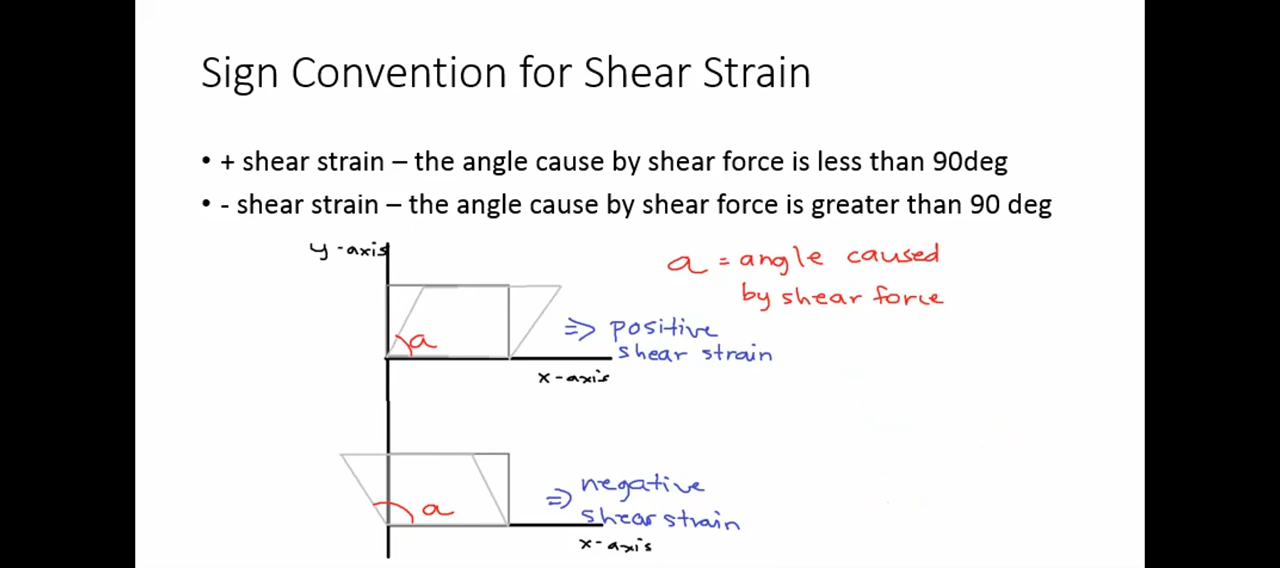 Sign Convention for Shear Strain
• + shear strain – the angle cause by shear force is less than 90deg
• - shear strain – the angle cause by shear force is greater than 90 deg
y-axis
a = angle caused
by shear force
a
⇒ positive
shear strain
x-axis
a
⇒ negative
shear strain
x-axis